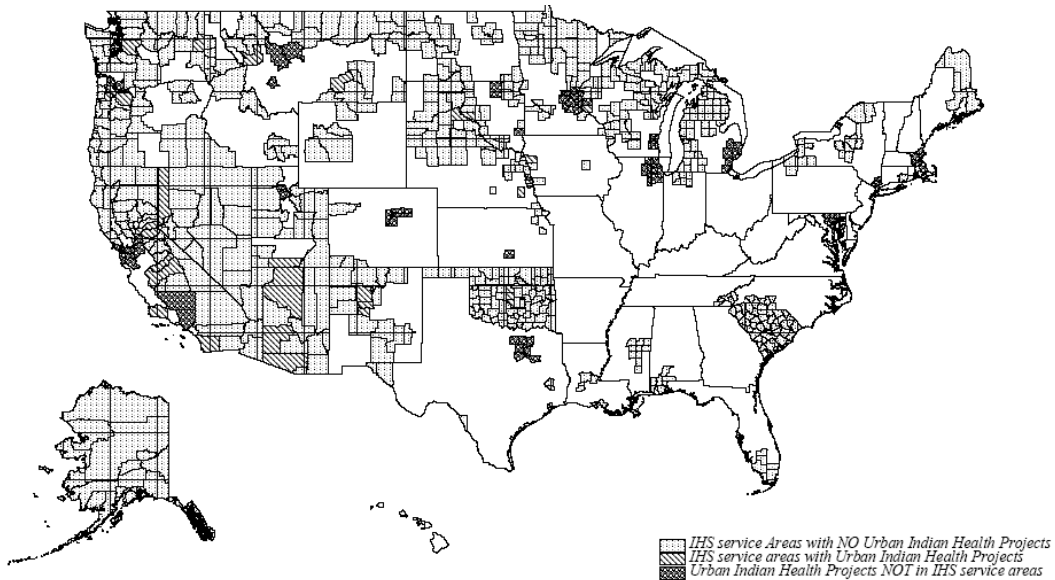 IHS service Areas with NO Urban Indian Health Projects
IHS service areas with Urban Indian Health Projects
Urban Indian Health Projects NOT in IHS service areas